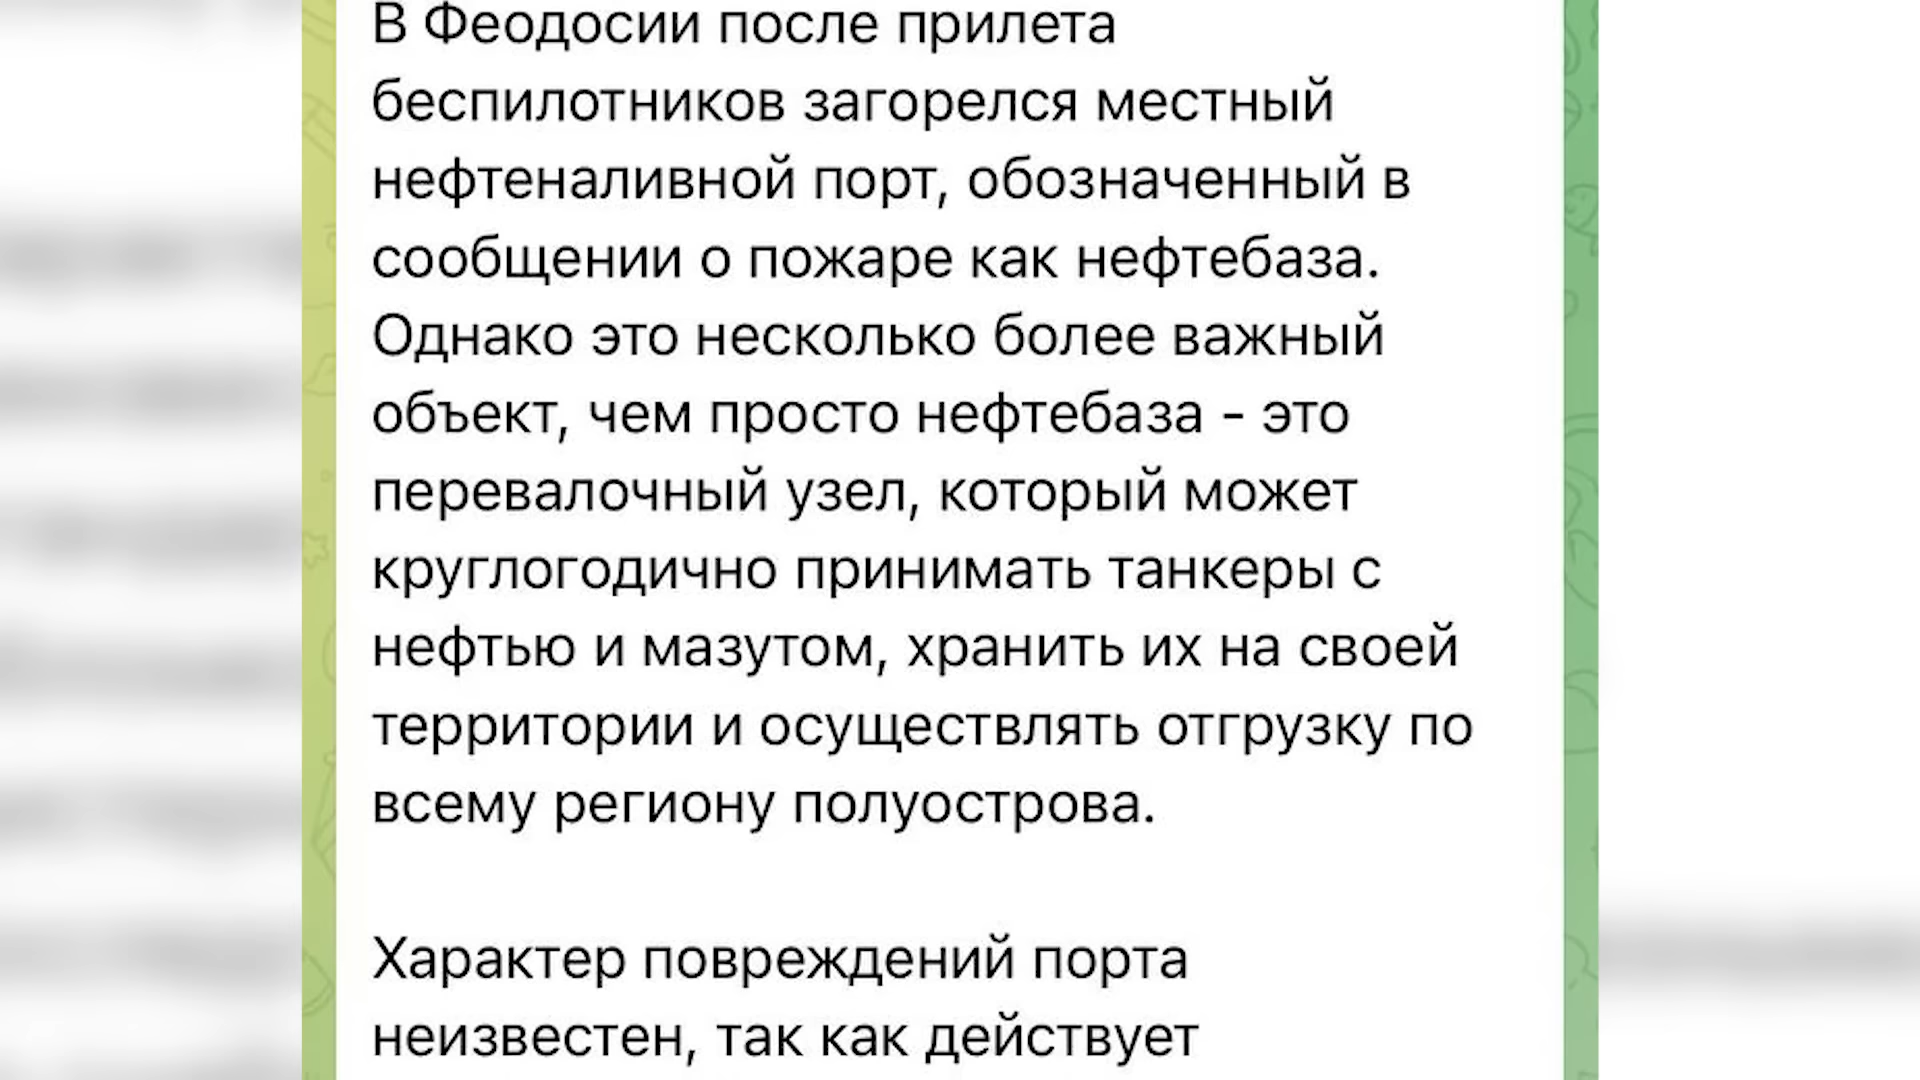 В Феодосии после прилета
беспилотников загорелся местный
нефтеналивной порт, обозначенный в
сообщении о пожаре как нефтебаза.
Однако это несколько более важный
объект, чем просто нефтебаза - это
перевалочный узел, который может
круглогодично принимать танкеры с
нефтью и мазутом, хранить их на своей
территории и осуществлять отгрузку по
всему региону полуострова.
Характер повреждений порта
неизвестен, так как действует